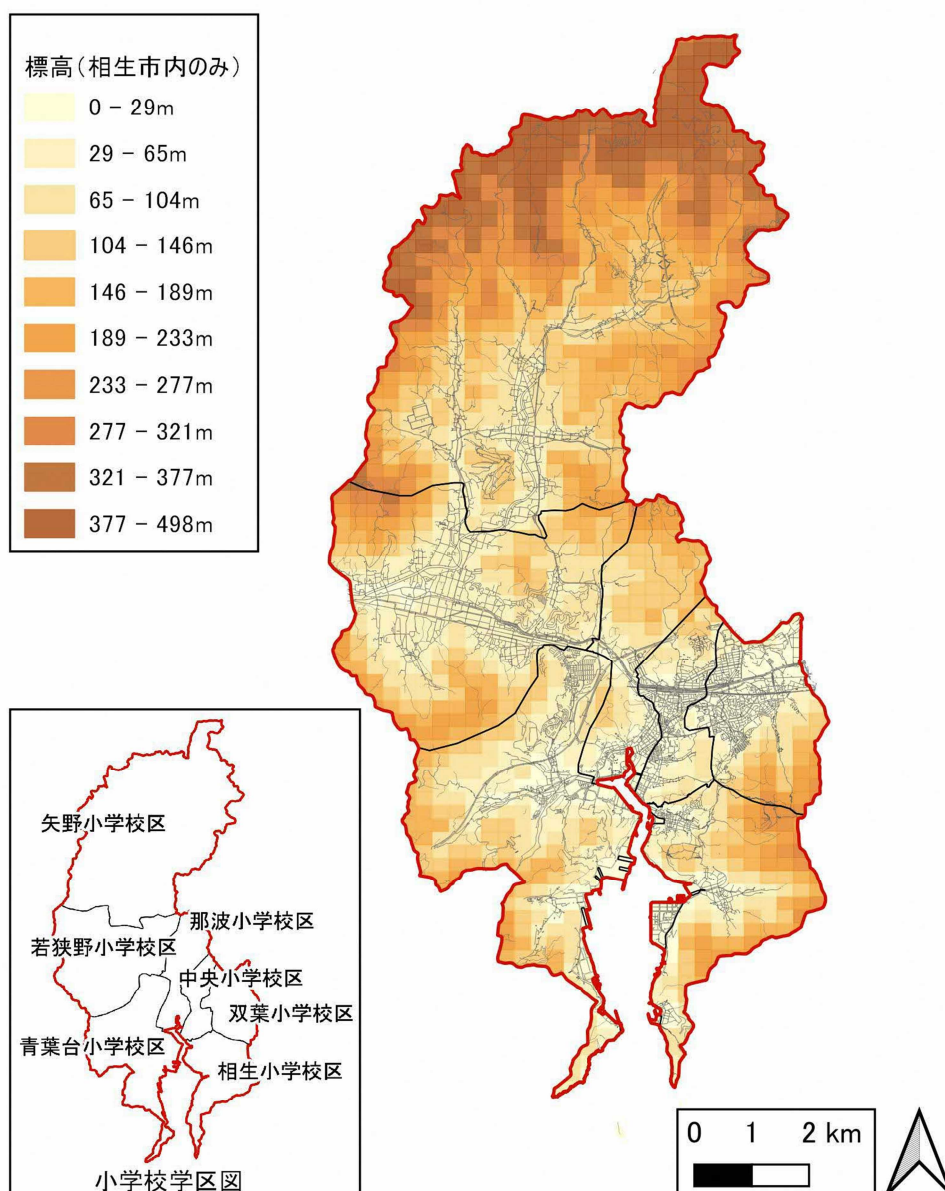 標高(相生市内のみ)
0 - 29m
29 - 65m
65 - 104m
104 - 146m
146 - 189m
189 - 233m
233 - 277m
277 - 321m
321 - 377m
377 - 498m
矢野小学校区
那波小学校区
若狭野小学校区
中央小学校区
双葉小学校区
青葉台小学校区
相生小学校区
小学校学区図
0 1 2 km